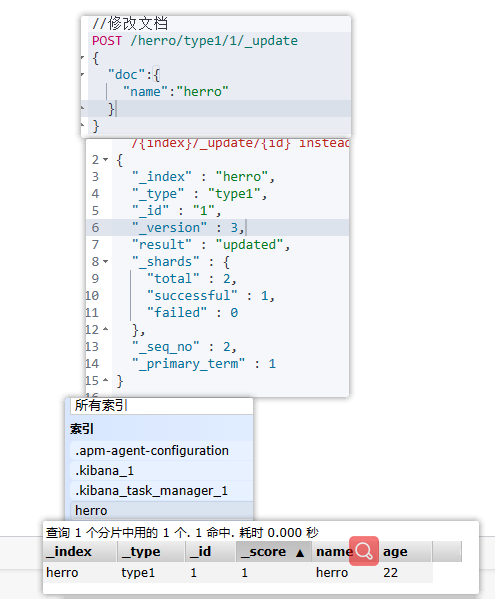 //修改文档
POST /herro/type1/1/_update
{
"doc":{
"name":"herro"
}
}
/{index}/_update/{id} instead
2 {
3 "_index" : "herro",
4 "_type" : "type1",
5 "_id" : "1",
6 "_version" : 3,
7 "result" : "updated",
8 "_shards" : {
9 "total" : 2,
10 "successful" : 1,
11 "failed" : 0
12 },
13 "_seq_no" : 2,
14 "_primary_term" : 1
15 }
所有索引
索引
.apm-agent-configuration
.kibana_1
.kibana_task_manager_1
herro
查询 1 个分片中用的 1 个. 1 命中. 耗时 0.000 秒
_index _type _id _score ▲ name age
herro type1 1 1 herro 22